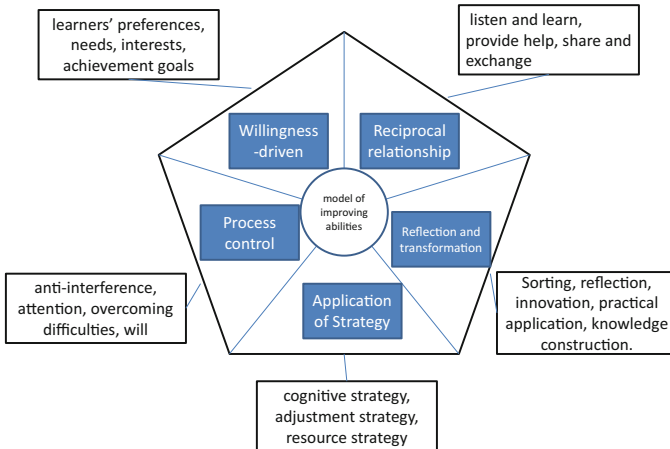 learners' preferences,
needs, interests,
achievement goals
listen and learn,
provide help, share and
exchange
Willingness
-driven
Reciprocal
relationship
model of
improving
abilities
Process
control
Reflection and
transformation
Application
of Strategy
anti-interference,
attention, overcoming
difficulties, will
Sorting, reflection,
innovation, practical
application, knowledge
construction.
cognitive strategy,
adjustment strategy,
resource strategy